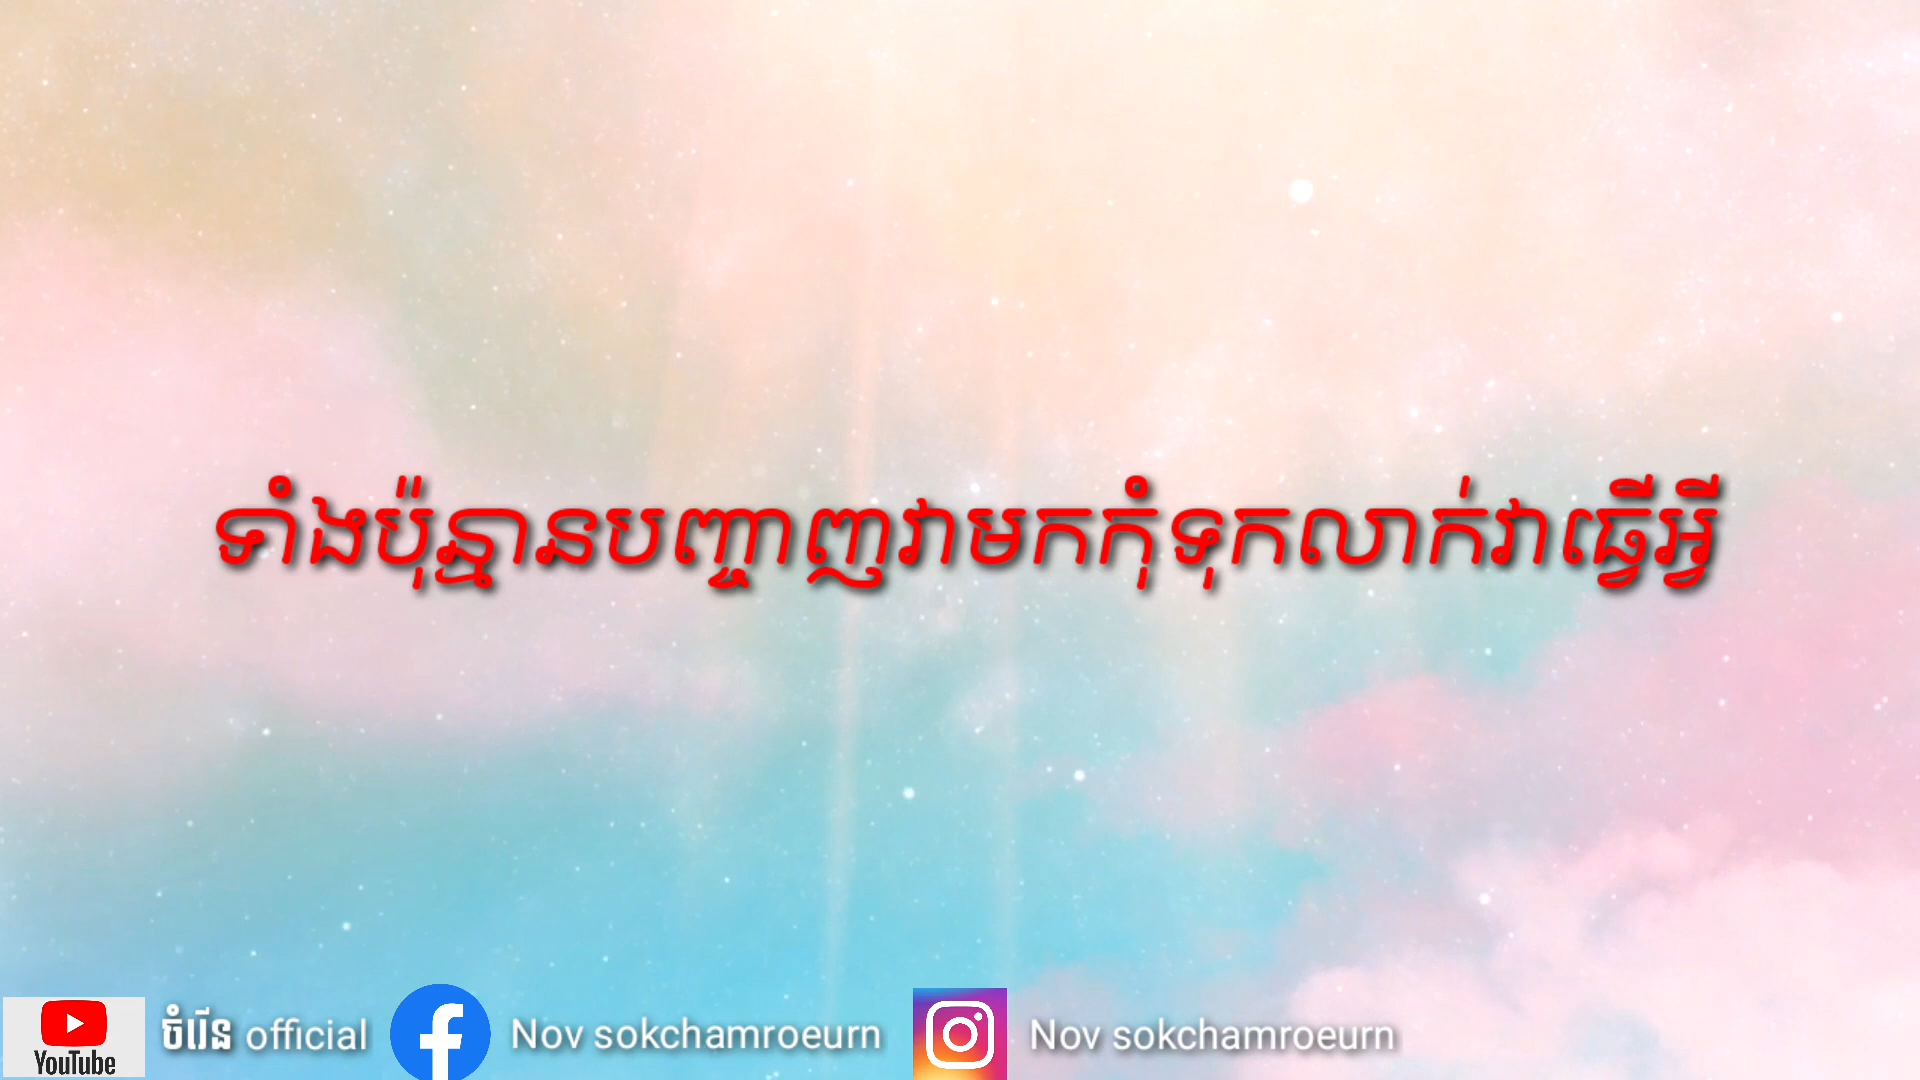 ទាំងប៉ុន្មានបញ្ចាញវាមកកុំទុកលាក់វាធ្វើអ្វី
YouTube ចំរើន official Nov sokchamroeurn Nov sokchamroeurn